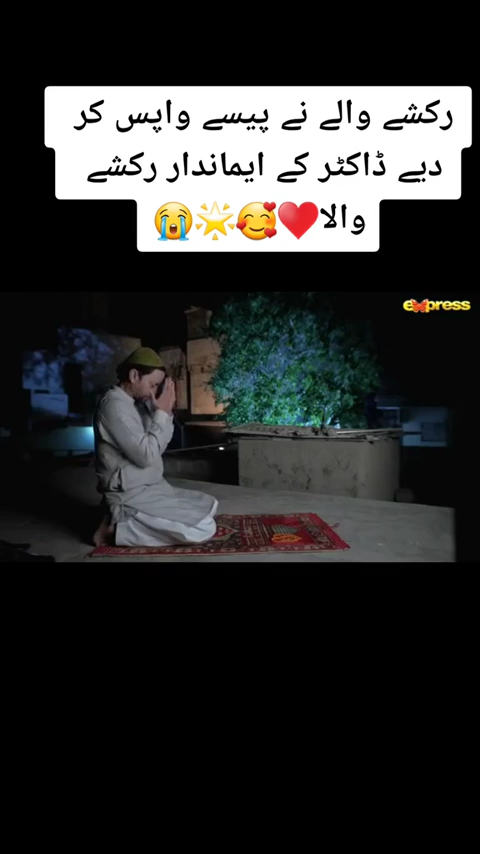 رکشے والے نے پیسے واپس کر
دیے ڈاکٹر کے ایماندار رکشے
والا❤️🥰🌟😭
express